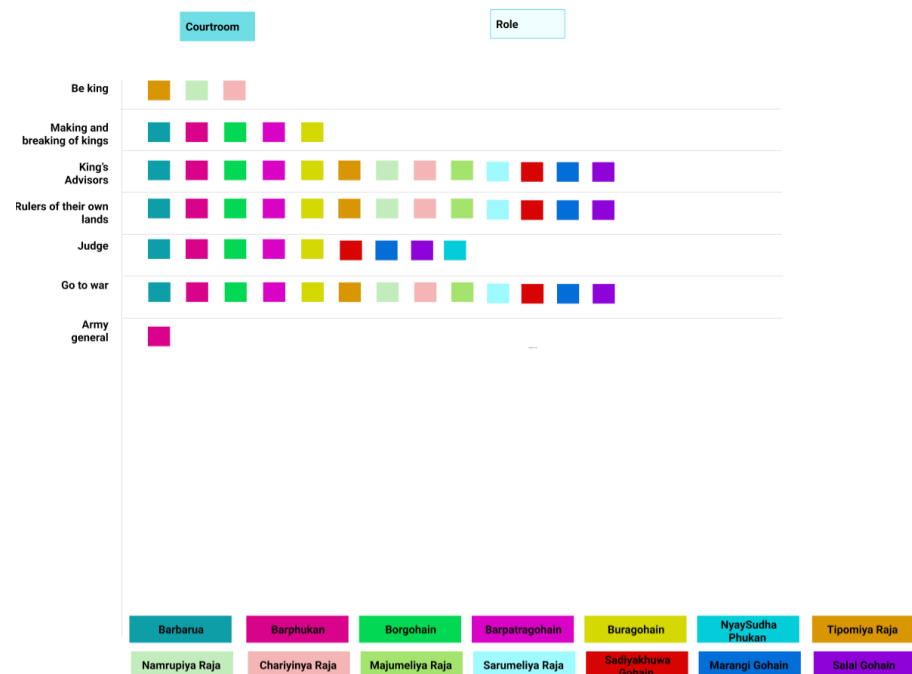 Courtroom
Role
Be king
Making and
breaking of kings
King's
Advisors
Rulers of their own
lands
Judge
Go to war
Army
general
Barbarua
Barphukan
Borgohain
Barpatragohain
Buragohain
NyaySudha
Phukan
Tipomiya Raja
Namrupiya Raja
Chariyinya Raja
Majumeliya Raja
Sarumeliya Raja
Sadiyakhuwa
Gohain
Marangi Gohain
Salal Gohain